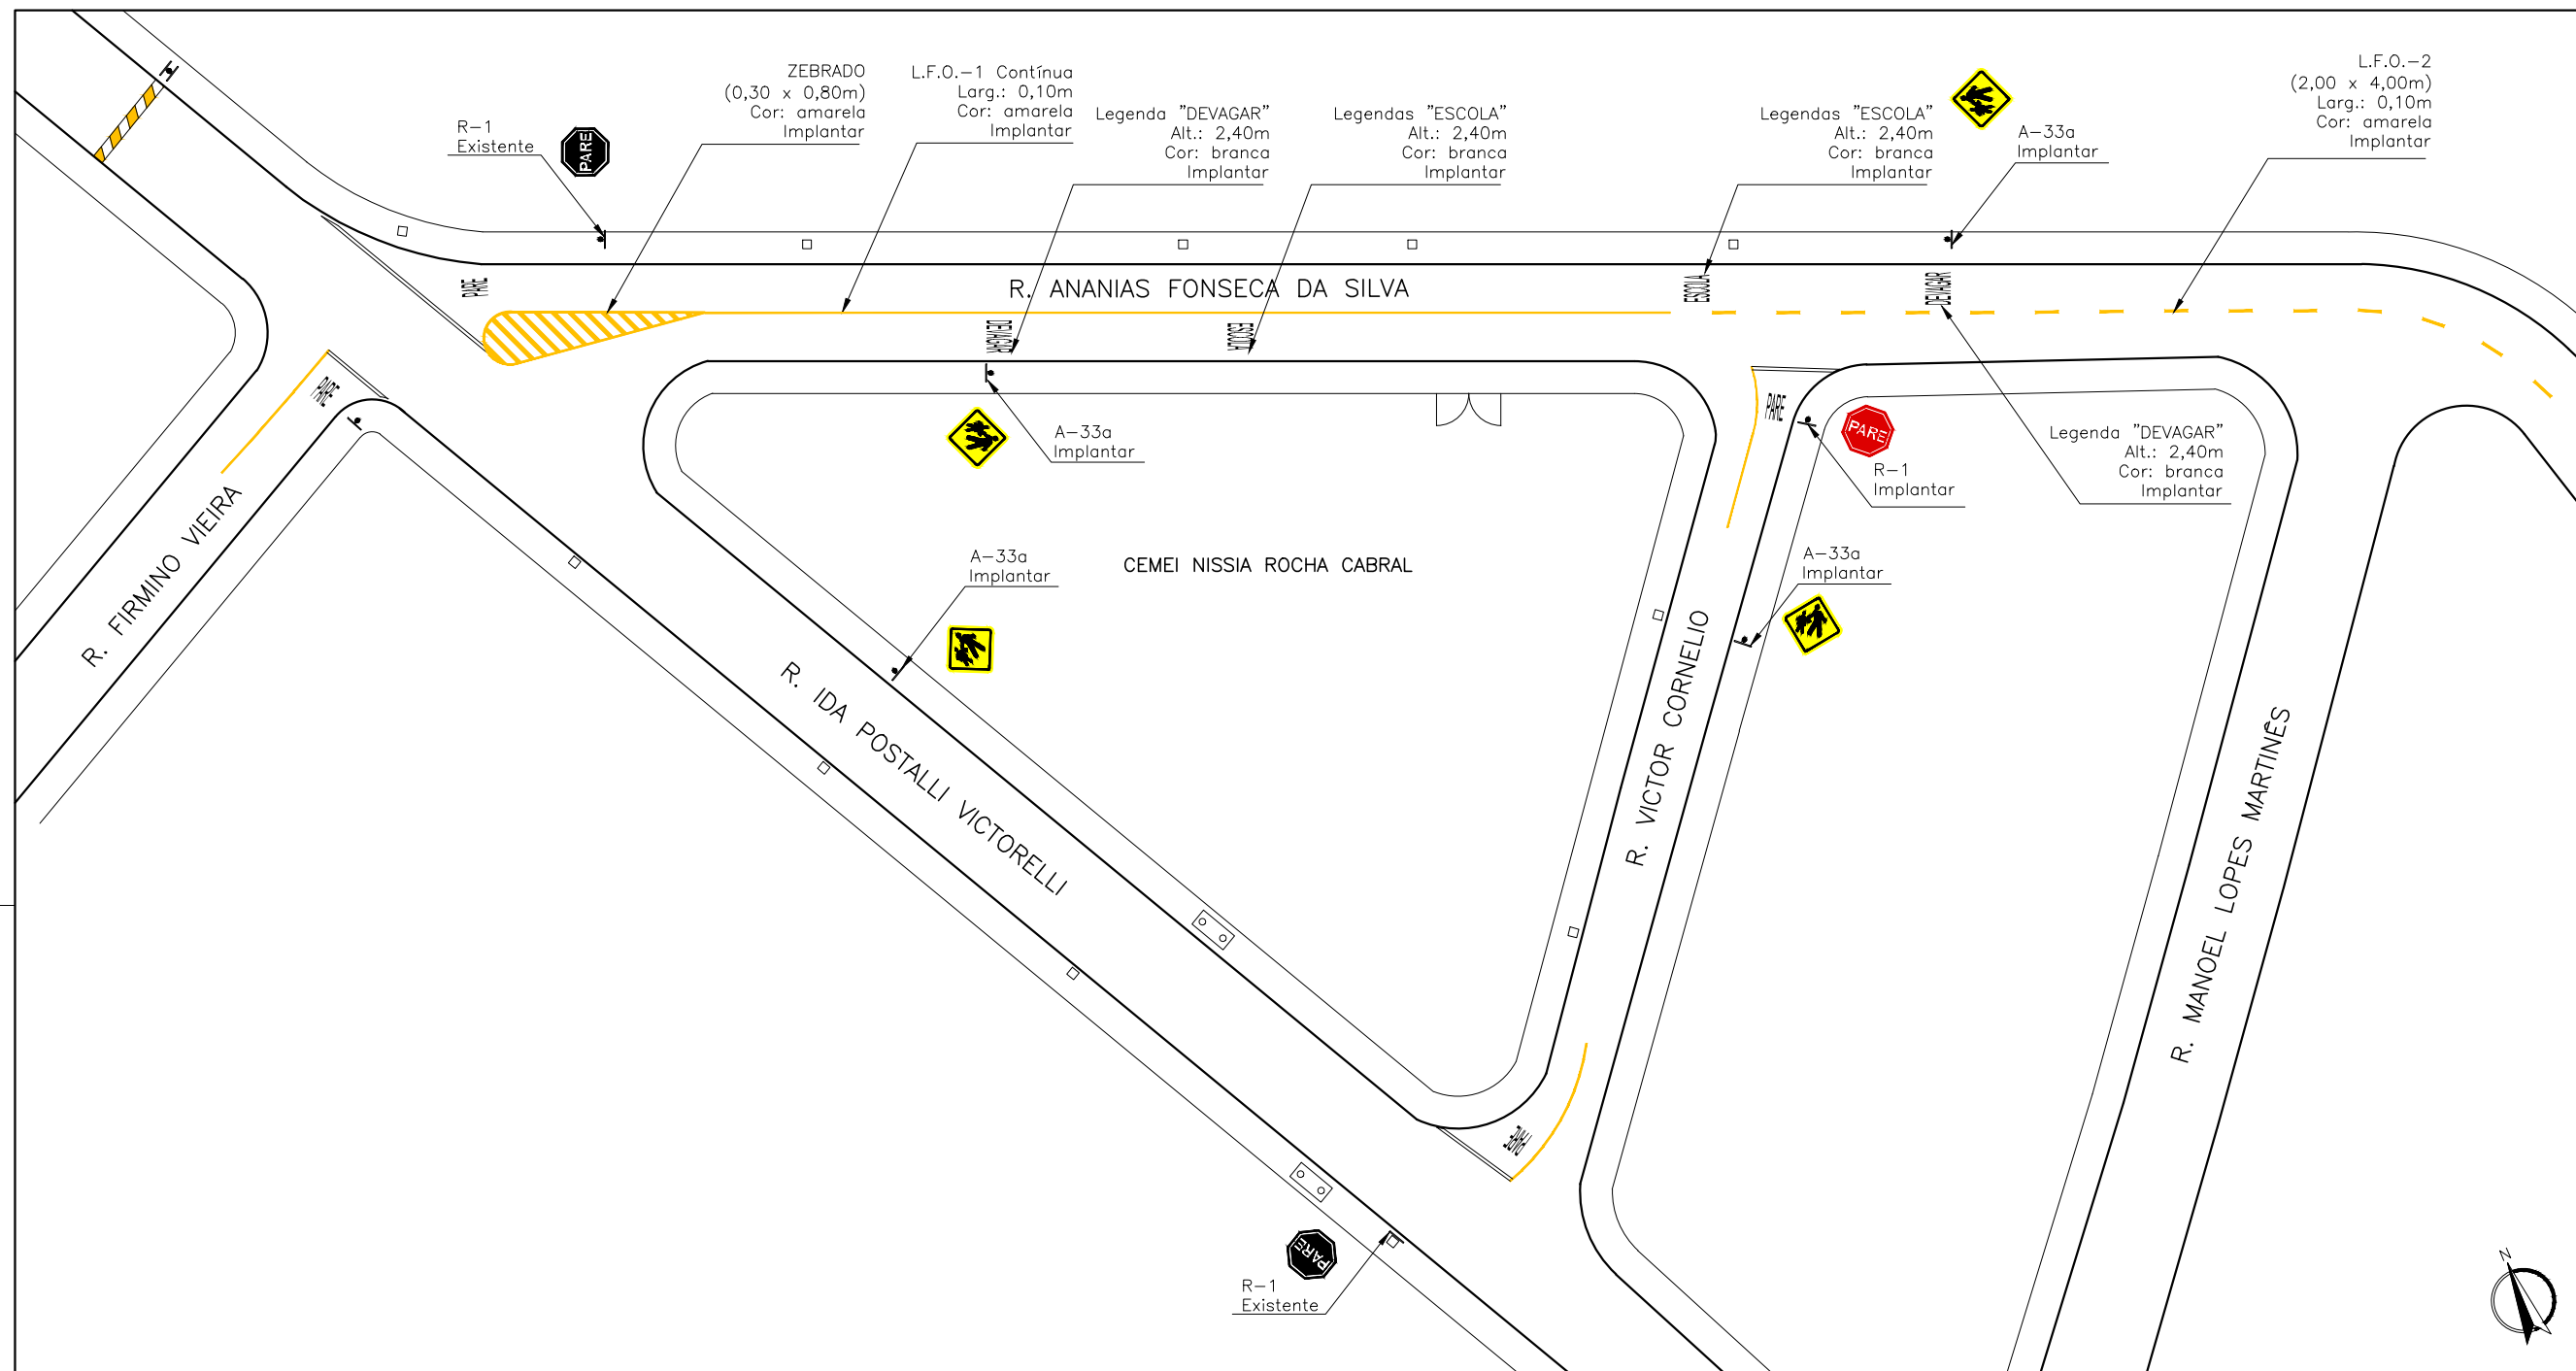 ZEBRADO
(0,30 x 0,80m)
Cor: amarela
Implantar
L.F.O.-1 Contínua
Larg.: 0,10m
Cor: amarela
Implantar
Legenda "DEVAGAR"
Alt.: 2,40m
Cor: branca
Implantar
Legendas "ESCOLA"
Alt.: 2,40m
Cor: branca
Implantar
Legendas "ESCOLA"
Alt.: 2,40m
Cor: branca
Implantar
A-33a
Implantar
L.F.O.-2
(2,00 x 4,00m)
Larg.: 0,10m
Cor: amarela
Implantar
R-1
Existente
PARE
PARE
R. ANANIAS FONSECA DA SILVA
ESCOLA
DEVAGAR
DEVAGAR
ESCOLA
PARE
PARE
PARE
R-1
Implantar
Legenda "DEVAGAR"
Alt.: 2,40m
Cor: branca
Implantar
A-33a
Implantar
A-33a
Implantar
CEMEI NISSIA ROCHA CABRAL
A-33a
Implantar
R. FIRMINO VIEIRA
R. IDA POSTALLI VICTORELLI
R. VICTOR CORNELIO
R. MANOEL LOPES MARTINÊS
PARE
PARE
R-1
Existente
N